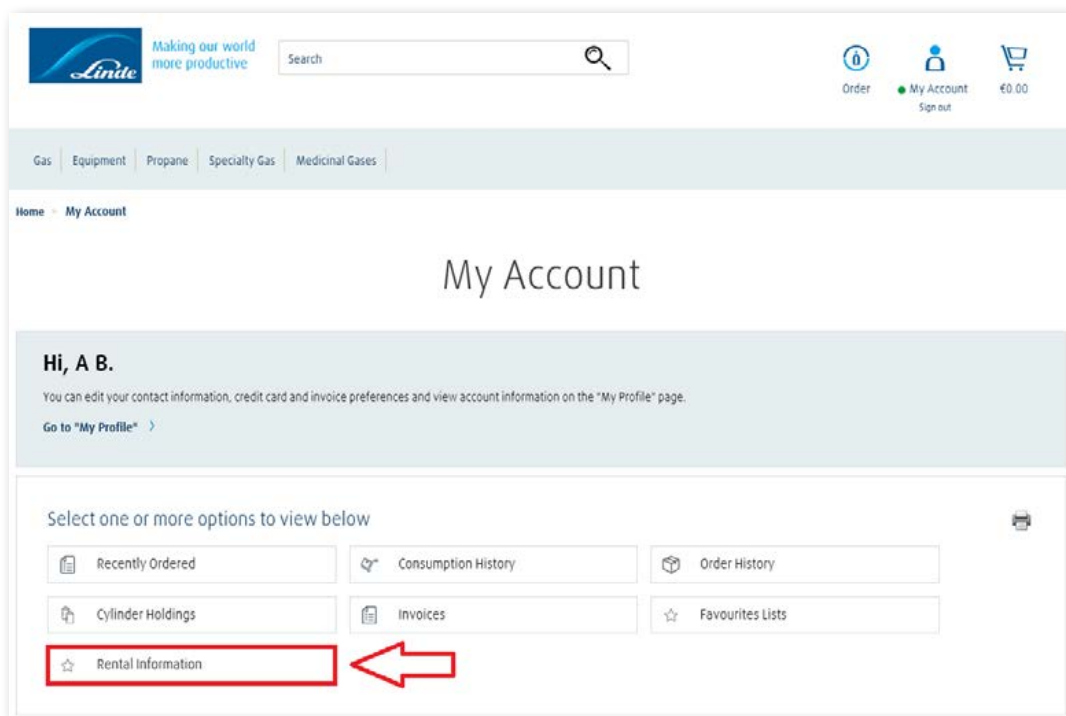 Linde
Making our world
more productive
Search
Order
My Account
Sign out
€0.00
Gas
Equipment
Propane
Specialty Gas
Medicinal Gases
Home
My Account
My Account
Hi, A B.
You can edit your contact information, credit card and invoice preferences and view account information on the "My Profile" page.
Go to "My Profile"
Select one or more options to view below
Recently Ordered
Consumption History
Order History
Cylinder Holdings
Invoices
Favourites Lists
Rental Information